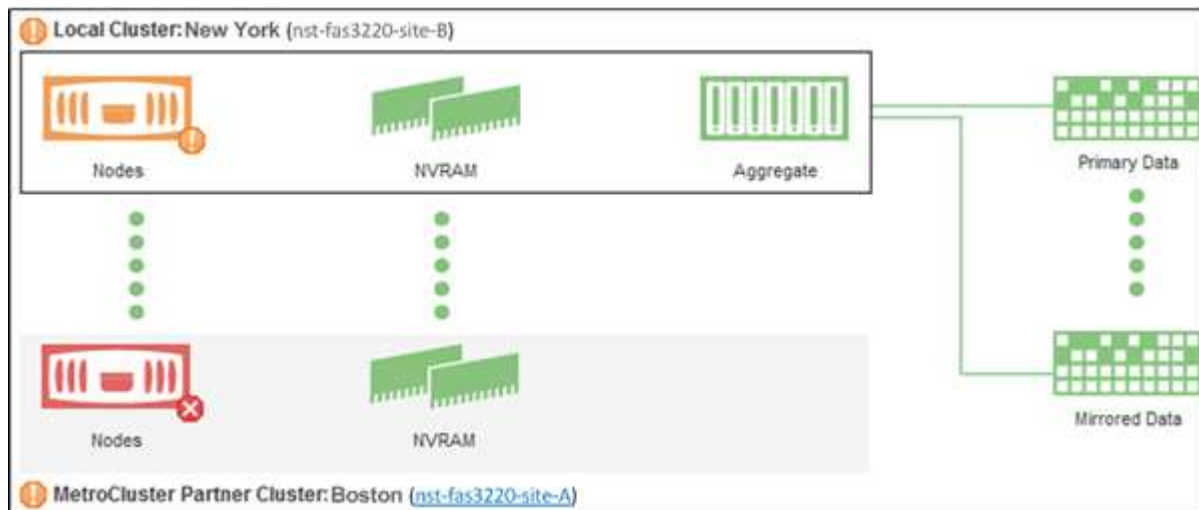 Local Cluster: New York (nst-fas3220-site-B)
Nodes
NVRAM
Aggregate
Primary Data
Nodes
NVRAM
Mirrored Data
MetroCluster Partner Cluster: Boston (nst-fas3220-site-A)